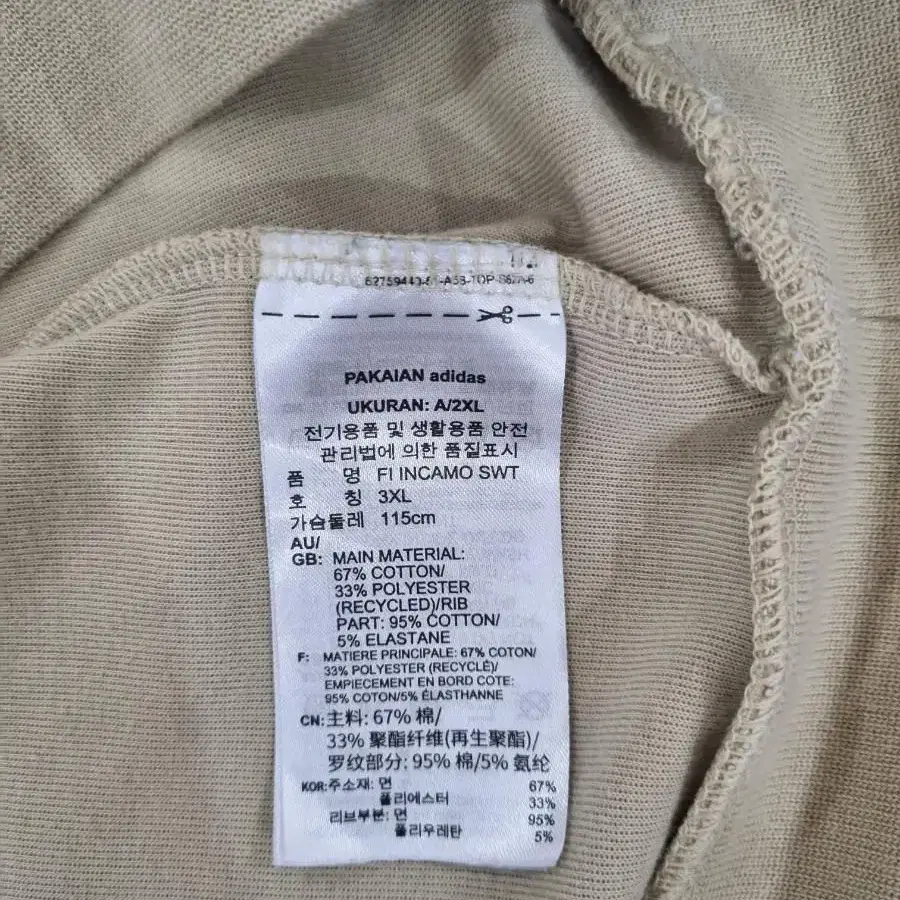 PAKAIAN adidas
UKURAN: A/2XL
전기용품 및 생활용품 안전
관리법에 의한 품질표시
품 명 FI INCAMO SWT
호 칭 3XL
가슴둘레 115cm
AU/
GB: MAIN MATERIAL:
67% COTTON/
33% POLYESTER
(RECYCLED)/RIB
PART: 95% COTTON/
5% ELASTANE
F: MATIERE PRINCIPALE: 67% COTON/
33% POLYESTER (RECYCLÉ)/
EMPIECEMENT EN BORD COTE:
95% COTON/5% ÉLASTHANNE
CN:主料: 67% 棉/
33% 聚酯纤维(再生聚酯)/
罗纹部分: 95% 棉/5% 氨纶
KOR:주소재: 면 67%
폴리에스터 33%
리브부분: 면 95%
폴리우레탄 5%